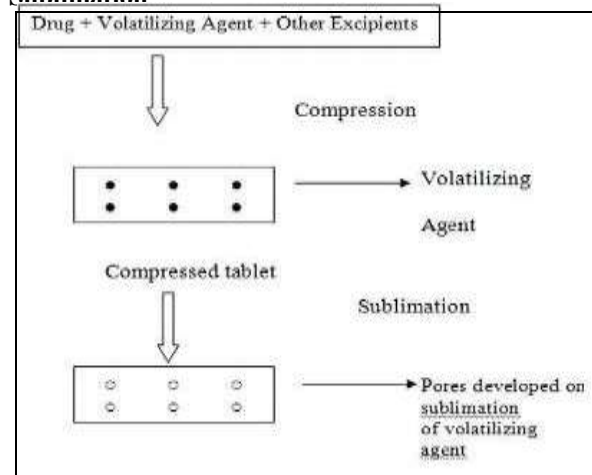 Drug + Volatilizing Agent + Other Excipients
Compression
Volatilizing
Agent
Compressed tablet
Sublimation
Pores developed on
sublimation
of volatilizing
agent